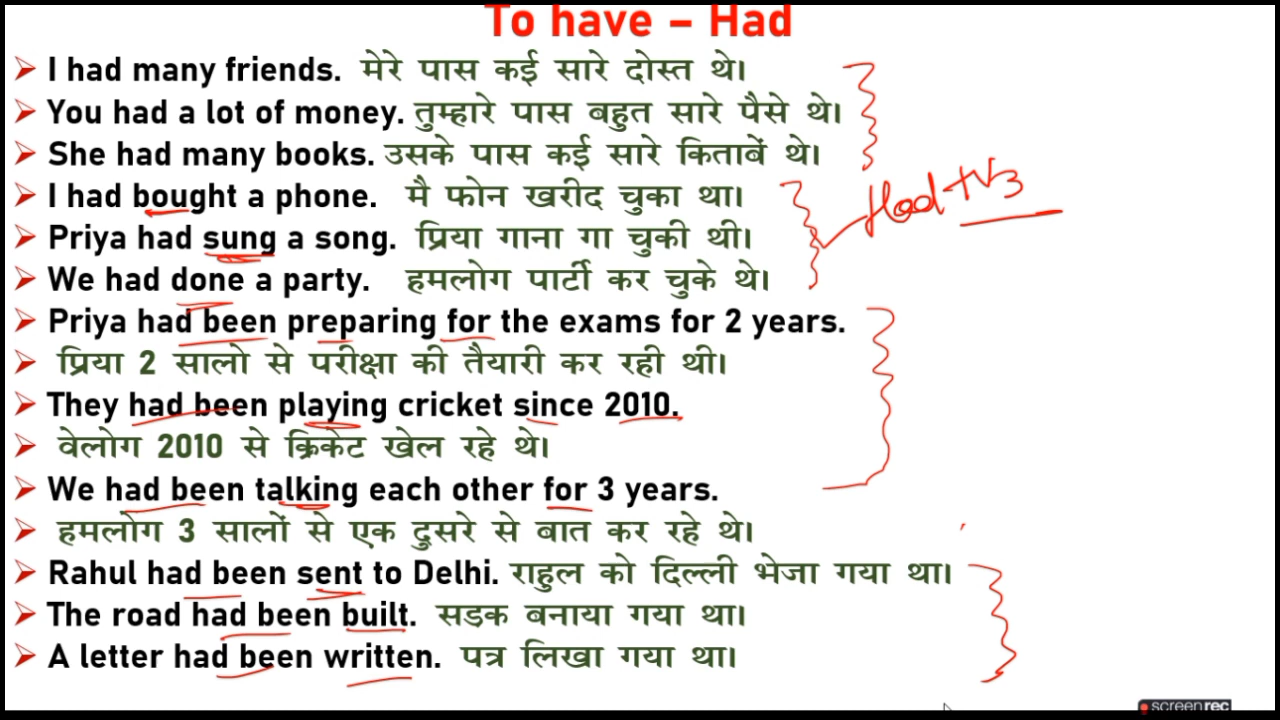 To have – Had
➤ I had many friends. मेरे पास कई सारे दोस्त थे।
➤ You had a lot of money. तुम्हारे पास बहुत सारे पैसे थे।
➤ She had many books. उसके पास कई सारे किताबें थे।
➤ I had bought a phone. मै फोन खरीद चुका था।
Had + V3
➤ Priya had sung a song. प्रिया गाना गा चुकी थी।
➤ We had done a party. हमलोग पार्टी कर चुके थे।
➤ Priya had been preparing for the exams for 2 years.
➤ प्रिया 2 सालो से परीक्षा की तैयारी कर रही थी।
➤ They had been playing cricket since 2010.
➤ वेलोग 2010 से क्रिकेट खेल रहे थे।
➤ We had been talking each other for 3 years.
➤ हमलोग 3 सालों से एक दुसरे से बात कर रहे थे।
➤ Rahul had been sent to Delhi. राहुल को दिल्ली भेजा गया था।
➤ The road had been built. सड़क बनाया गया था।
➤ A letter had been written. पत्र लिखा गया था।
screenrec